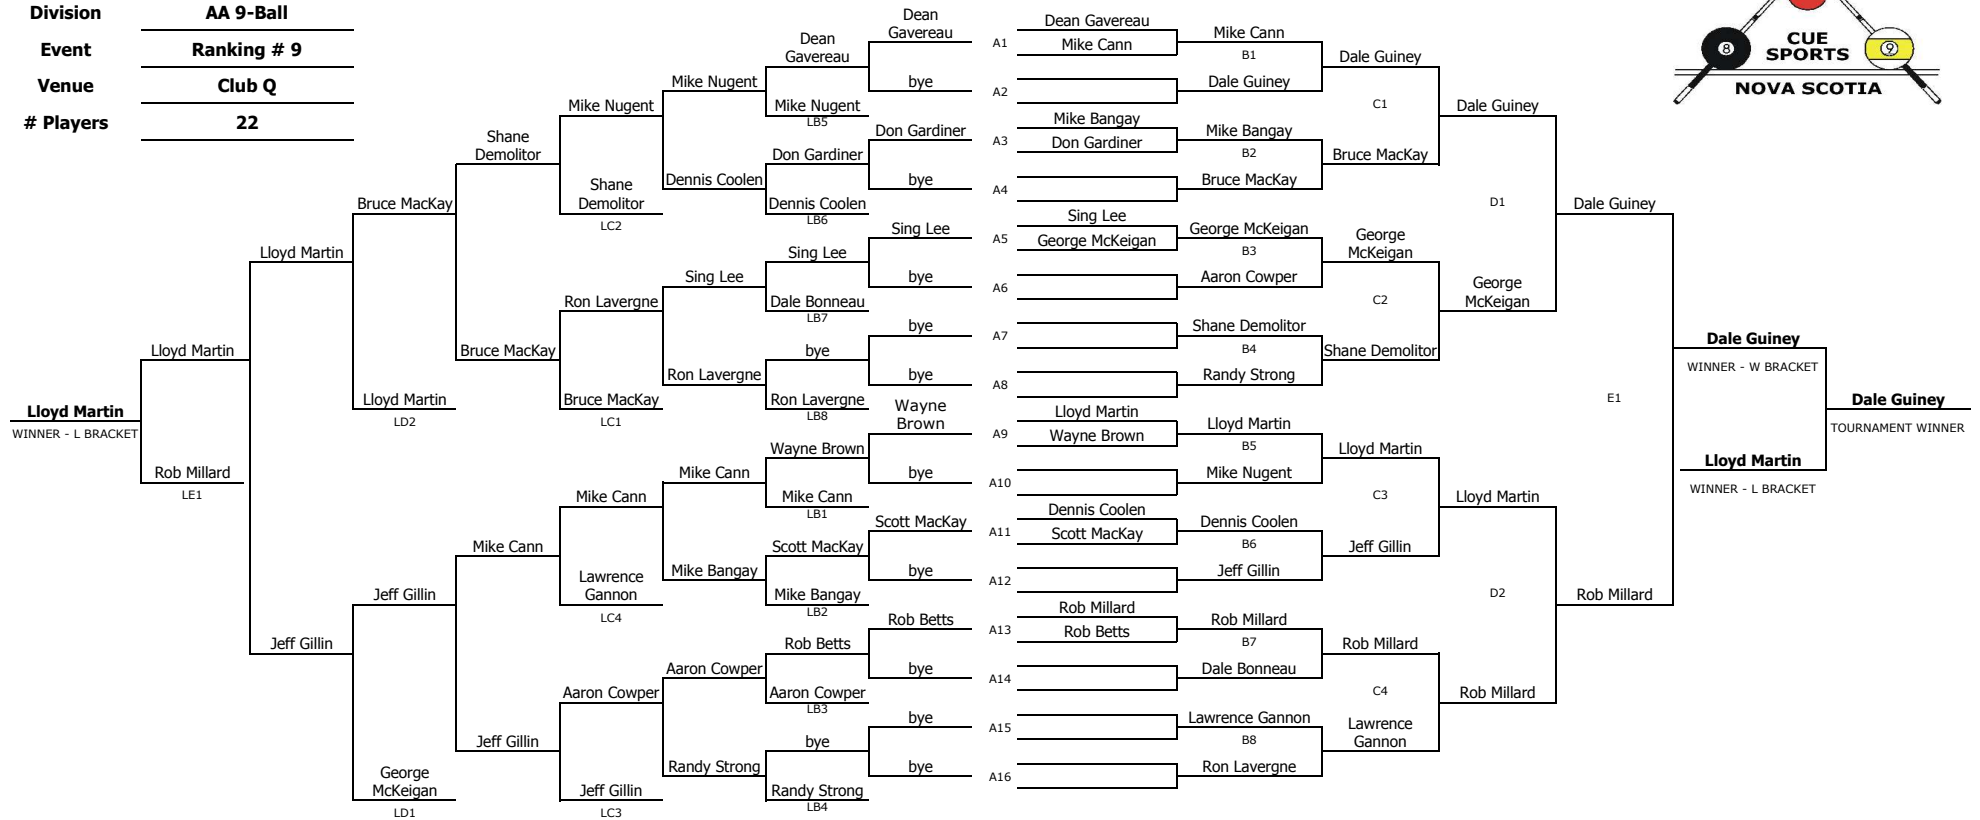 Division AA 9-Ball
Event Ranking # 9
Venue Club Q
# Players 22
8
9
CUE
SPORTS
NOVA SCOTIA
Lloyd Martin
WINNER - L BRACKET
Lloyd Martin
Rob Millard
LE1
Lloyd Martin
Jeff Gillin
Bruce MacKay
Lloyd Martin
LD2
Jeff Gillin
George
McKeigan
LD1
Shane
Demolitor
Bruce MacKay
Mike Cann
Jeff Gillin
Mike Nugent
Shane
Demolitor
LC2
Ron Lavergne
Bruce MacKay
LC1
Mike Cann
Lawrence
Gannon
LC4
Aaron Cowper
Jeff Gillin
LC3
Mike Nugent
Dennis Coolen
Sing Lee
Ron Lavergne
Mike Cann
Mike Bangay
Aaron Cowper
Randy Strong
Dean
Gavereau
Mike Nugent
LB5
Don Gardiner
Dennis Coolen
LB6
Sing Lee
Dale Bonneau
LB7
bye
Ron Lavergne
LB8
Wayne Brown
Mike Cann
LB1
Scott MacKay
Mike Bangay
LB2
Rob Betts
Aaron Cowper
LB3
bye
Randy Strong
LB4
Dean
Gavereau
bye
Don Gardiner
bye
Sing Lee
bye
bye
bye
Wayne
Brown
bye
Scott MacKay
bye
Rob Betts
bye
bye
bye
A1
A2
A3
A4
A5
A6
A7
A8
A9
A10
A11
A12
A13
A14
A15
A16
Dean Gavereau
Mike Cann
Mike Bangay
Don Gardiner
Sing Lee
George McKeigan
Lloyd Martin
Wayne Brown
Dennis Coolen
Scott MacKay
Rob Millard
Rob Betts
Mike Cann
B1
Dale Guiney
Mike Bangay
B2
Bruce MacKay
George McKeigan
B3
Aaron Cowper
Shane Demolitor
B4
Randy Strong
Lloyd Martin
B5
Mike Nugent
Dennis Coolen
B6
Jeff Gillin
Rob Millard
B7
Dale Bonneau
Lawrence Gannon
B8
Ron Lavergne
Dale Guiney
C1
Bruce MacKay
George
McKeigan
C2
Shane Demolitor
Lloyd Martin
C3
Jeff Gillin
Rob Millard
C4
Lawrence
Gannon
Dale Guiney
D1
George
McKeigan
Lloyd Martin
D2
Rob Millard
Dale Guiney
E1
Rob Millard
Dale Guiney
WINNER - W BRACKET
Lloyd Martin
WINNER - L BRACKET
Dale Guiney
TOURNAMENT WINNER